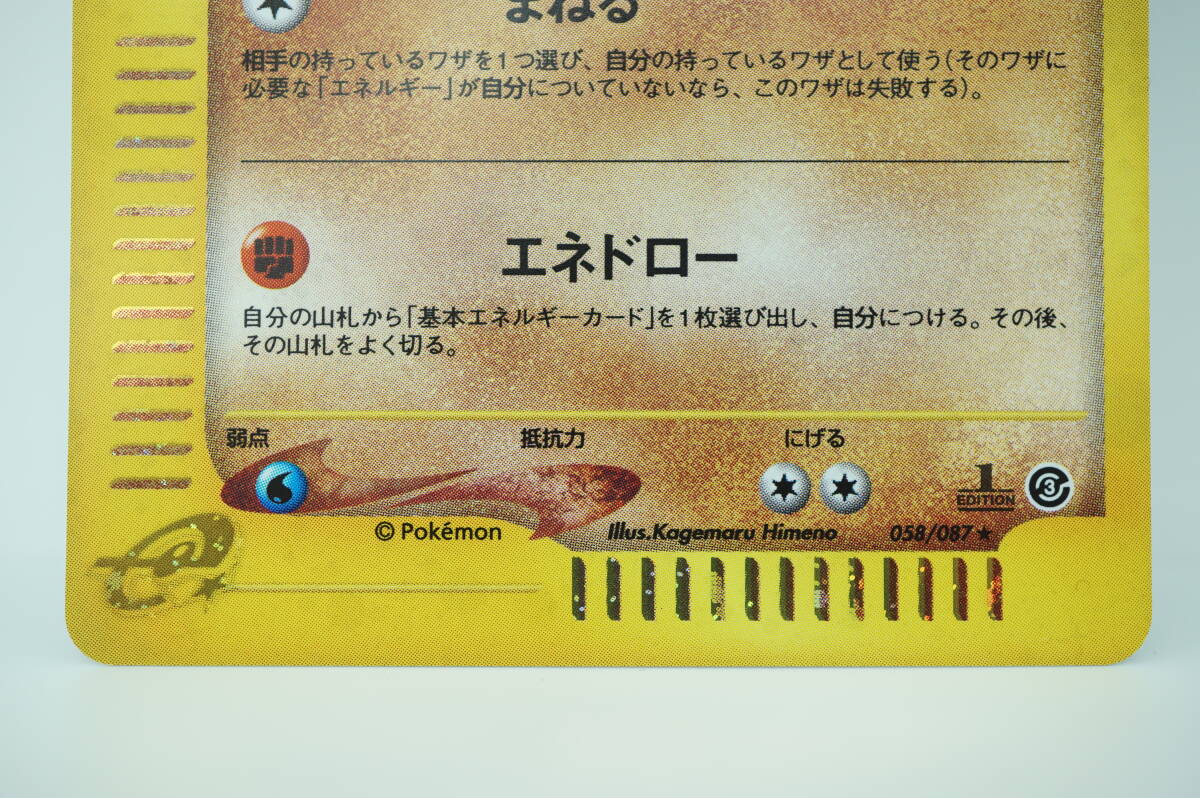 まねる
相手の持っているワザを1つ選び、自分の持っているワザとして使う(そのワザに
必要な「エネルギー」が自分についていないなら、このワザは失敗する)。
エネドロー
自分の山札から「基本エネルギーカード」を1枚選び出し、自分につける。その後、
その山札をよく切る。
弱点 抵抗力 にげる
1
EDITION
3
© Pokémon Illus.Kagemaru Himeno 058/087★
e